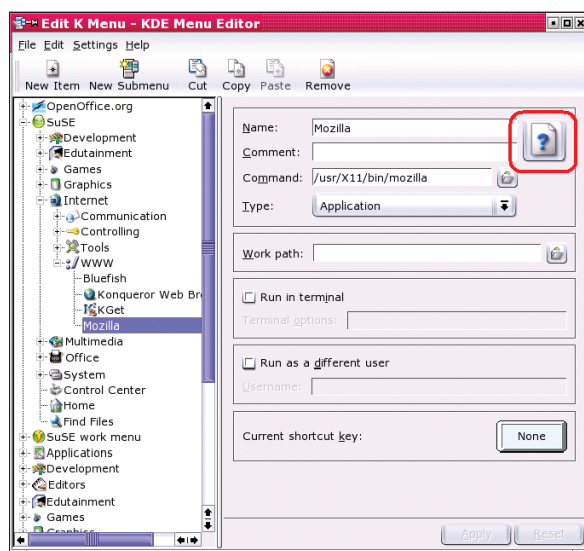 Edit K Menu - KDE Menu Editor
File Edit Settings Help
New Item New Submenu Cut Copy Paste Remove
OpenOffice.org
SuSE
Development
Edutainment
Games
Graphics
Internet
Communication
Controlling
Tools
WWW
Bluefish
Konqueror Web Br
KGet
Mozilla
Multimedia
Office
System
Control Center
Home
Find Files
SuSE work menu
Applications
Development
Editors
Edutainment
Games
Graphics
Name: Mozilla
Comment:
Command: /usr/X11/bin/mozilla
Type: Application
Work path:
Run in terminal
Terminal options:
Run as a different user
Username:
Current shortcut key: None
Apply Reset